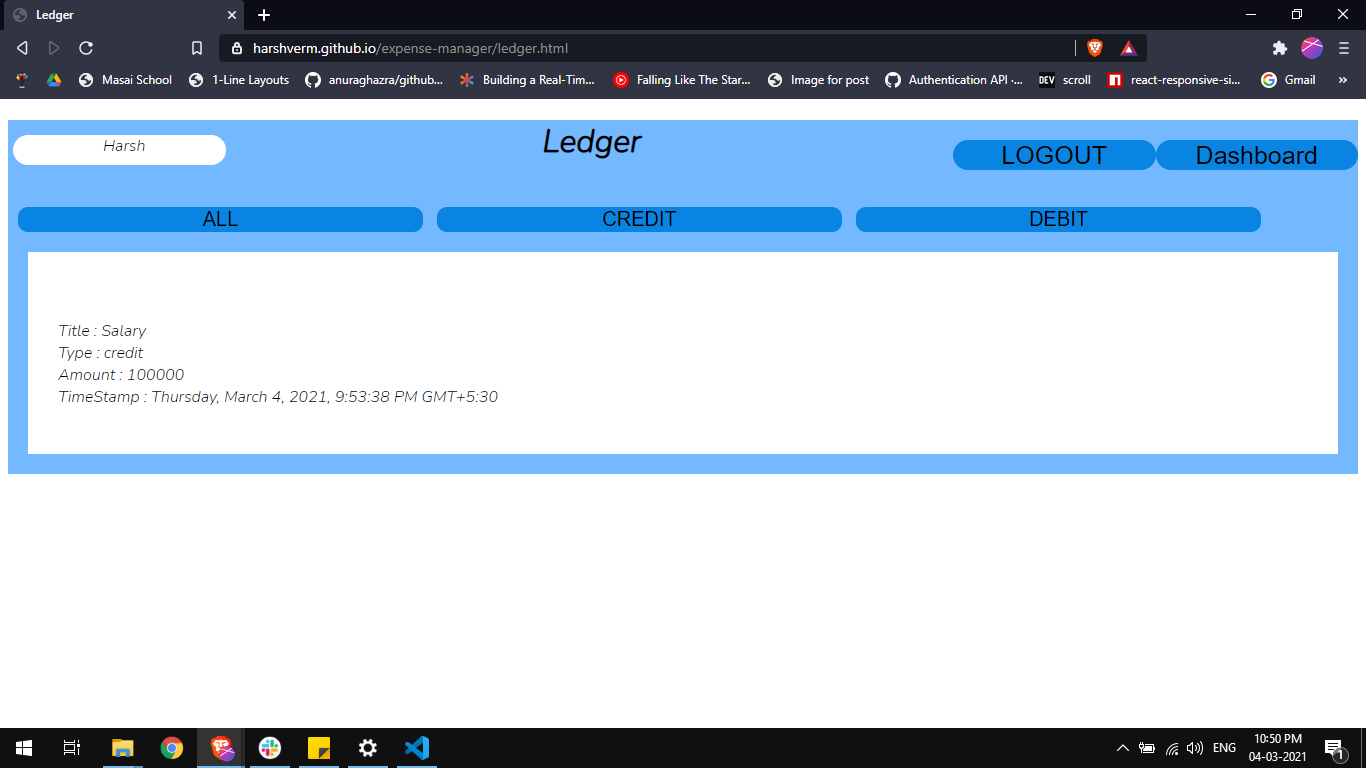 Ledger
harshverm.github.io/expense-manager/ledger.html
Masai School
1-Line Layouts
anuraghazra/github...
Building a Real-Tim...
Falling Like The Star...
Image for post
Authentication API ·...
DEV
scroll
react-responsive-si...
Gmail
Harsh
Ledger
LOGOUT
Dashboard
ALL
CREDIT
DEBIT
Title : Salary
Type : credit
Amount : 100000
TimeStamp : Thursday, March 4, 2021, 9:53:38 PM GMT+5:30
ENG
10:50 PM
04-03-2021
1